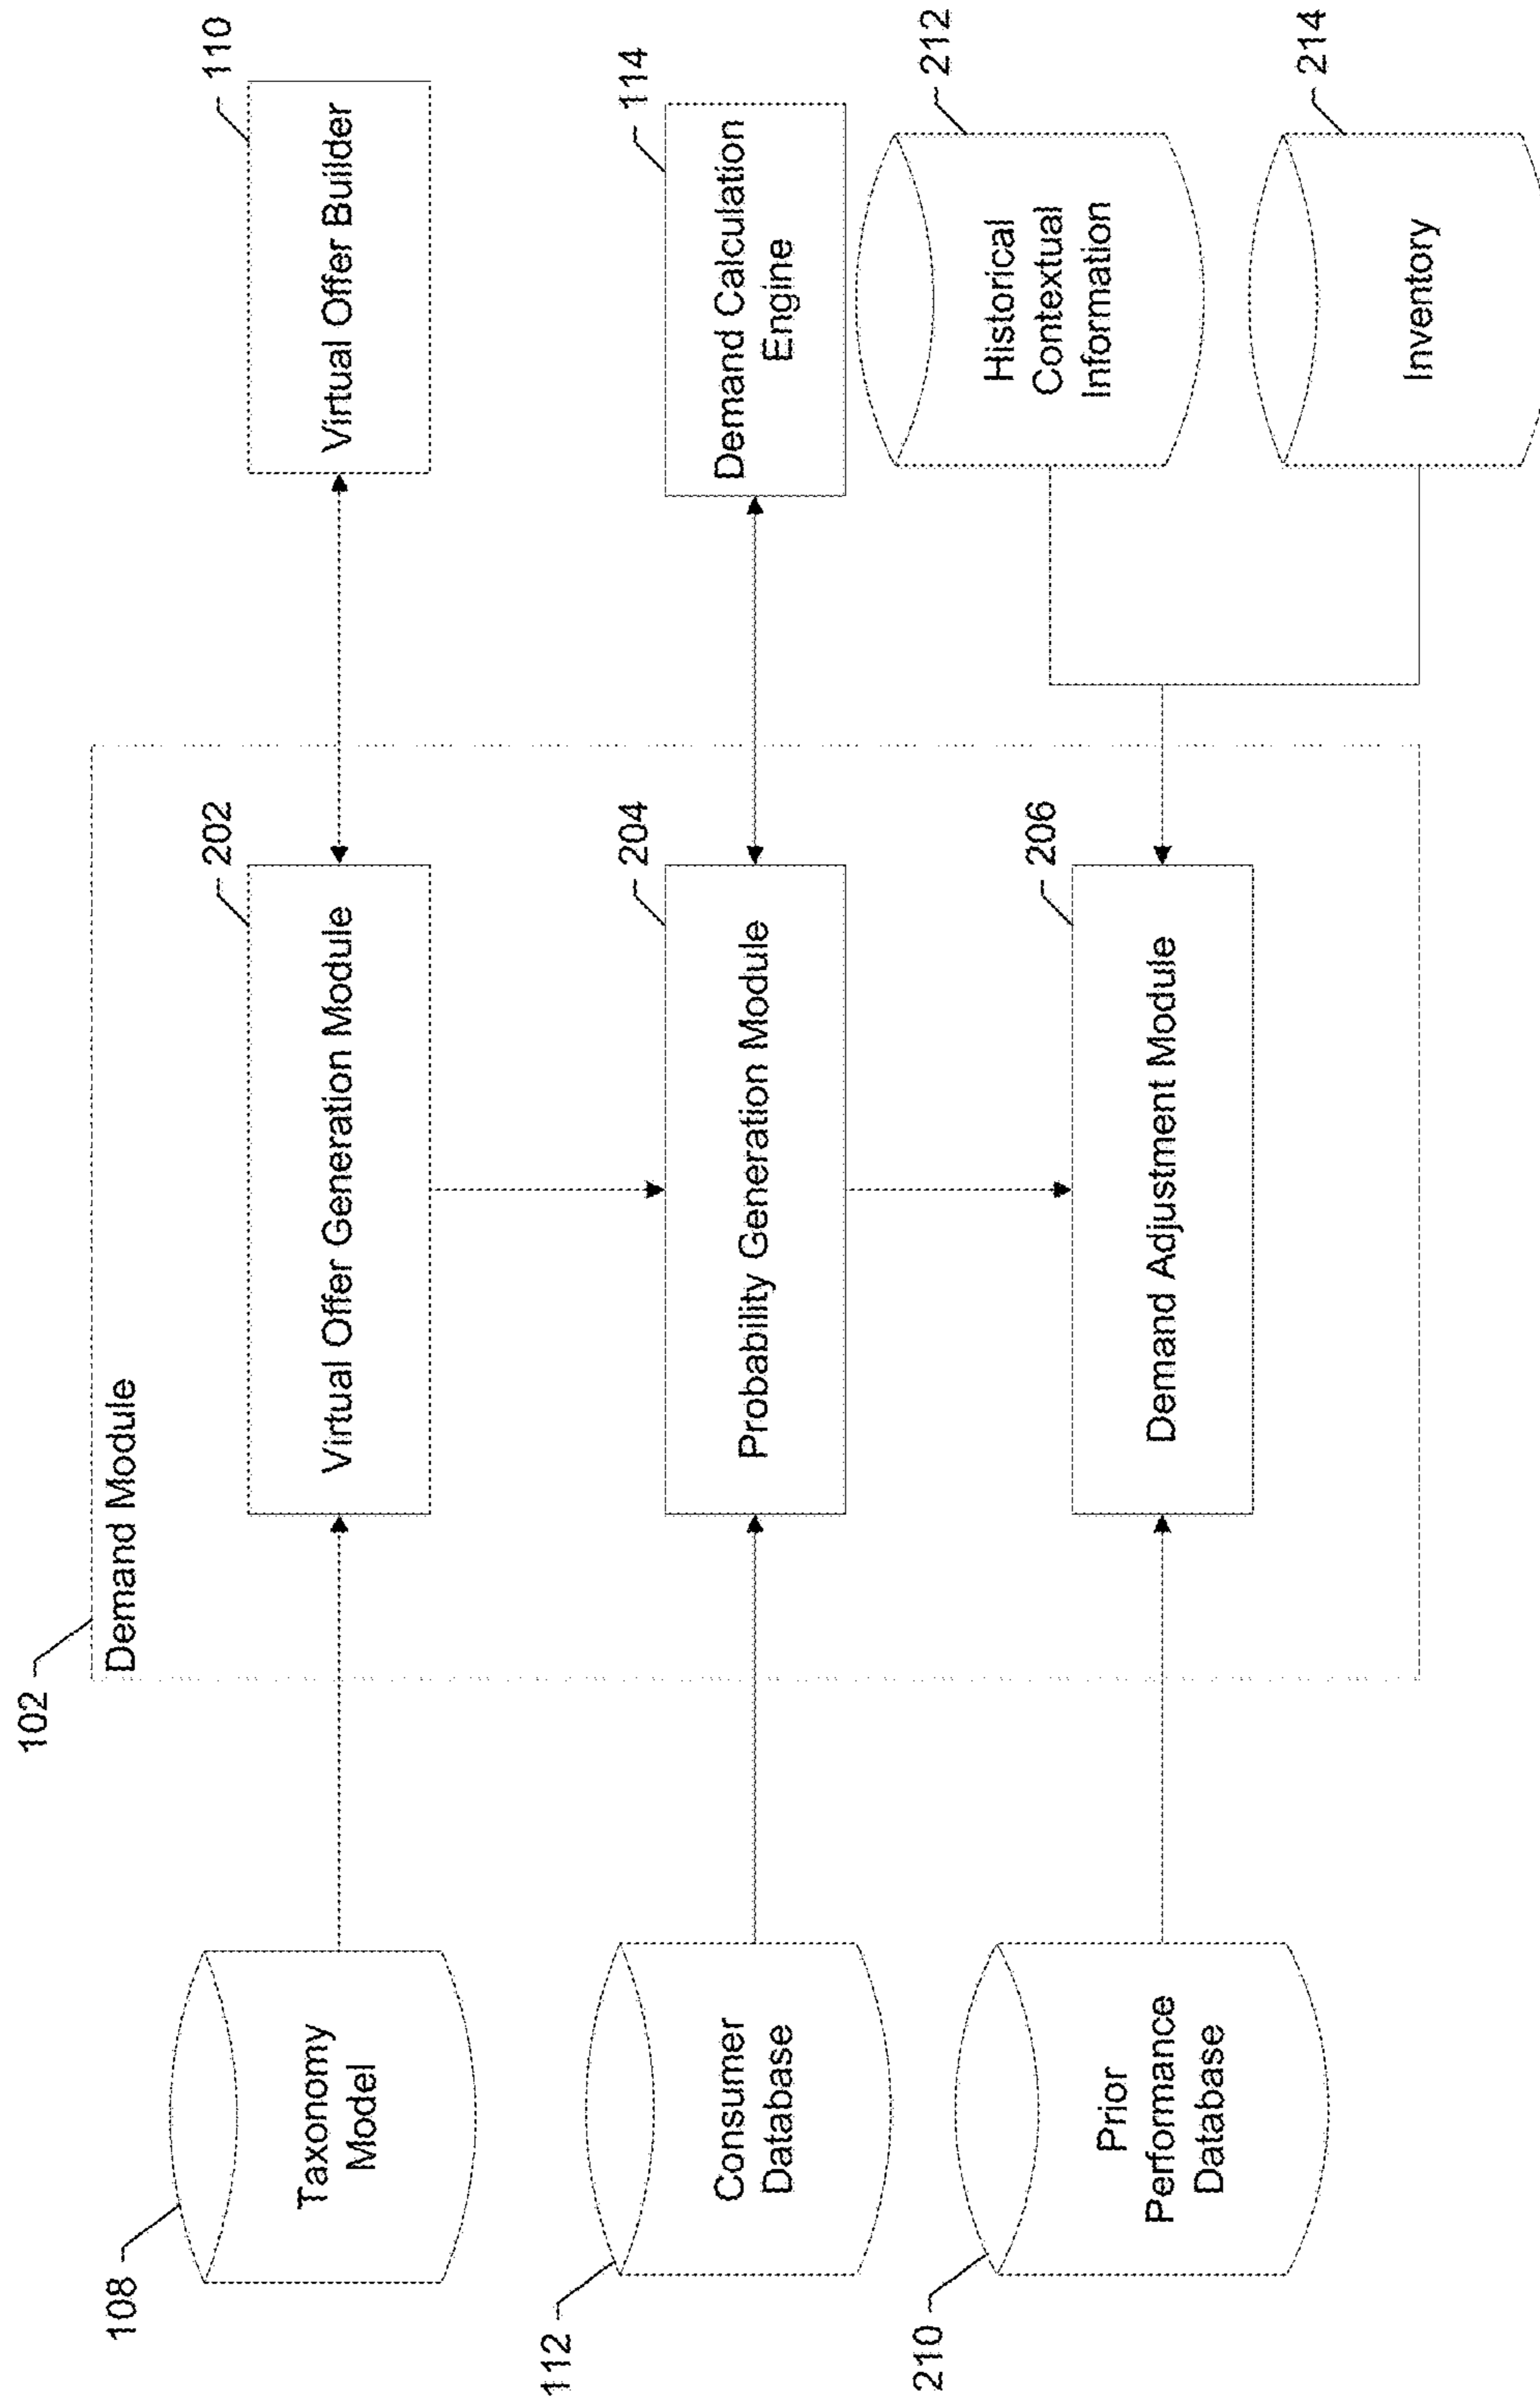 102
Demand Module
108
Taxonomy
Model
202
Virtual Offer Generation Module
110
Virtual Offer Builder
112
Consumer
Database
204
Probability Generation Module
114
Demand Calculation
Engine
210
Prior
Performance
Database
206
Demand Adjustment Module
212
Historical
Contextual
Information
214
Inventory